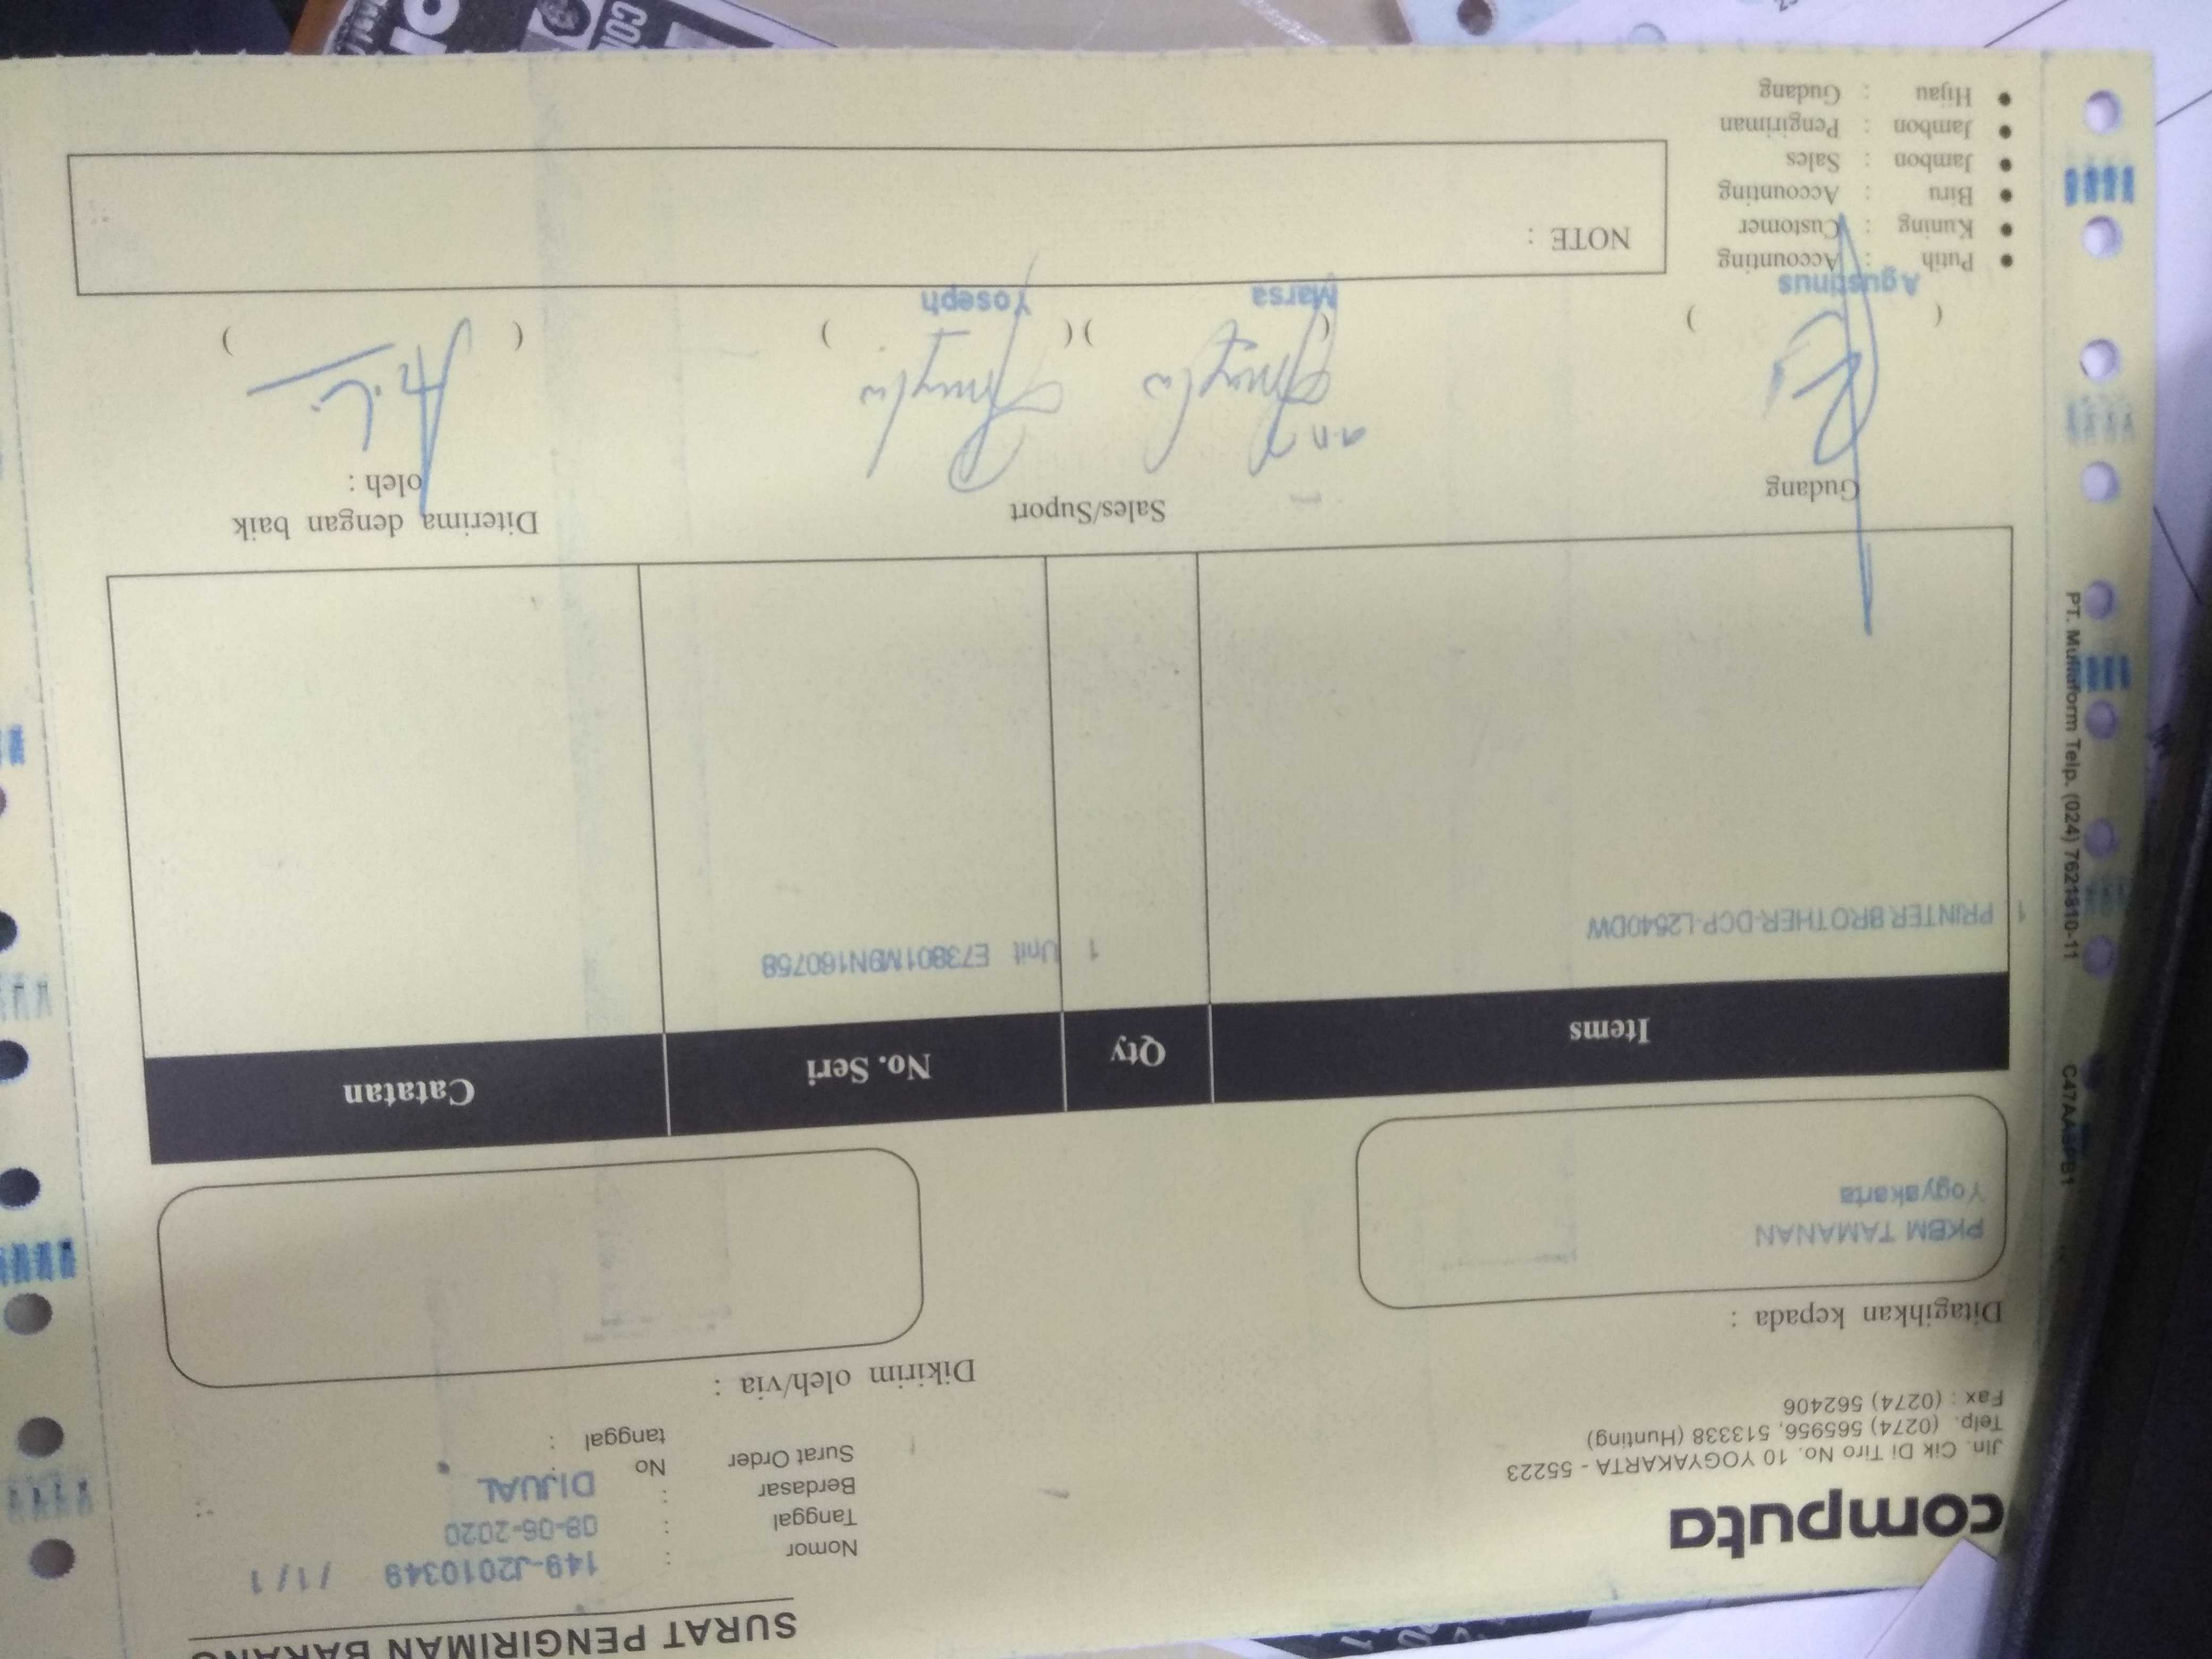 computa
Jln. Cik Di Tiro No. 10 YOGYAKARTA - 55223
Telp. (0274) 565956, 513338 (Hunting)
Fax : (0274) 562406
SURAT PENGIRIMAN BARANG
Nomor : 149-J2010349 /1/1
Tanggal : 08-06-2020
Berdasar : DIJUAL
Surat Order No :
tanggal :
Ditagihkan kepada :
PKBM TAMANAN
Yogyakarta
Dikirim oleh/via :
Items Qty No. Seri Catatan
1 PRINTER BROTHER-DCP-L2540DW 1 Unit E73801M9N160758
Gudang
Sales/Suport
Diterima dengan baik
oleh :
a.n
( ) ( ) ( ) ( )
Agustinus Marsa Yoseph
• Putih : Accounting
• Kuning : Customer
• Biru : Accounting
• Jambon : Sales
• Jambon : Pengiriman
• Hijau : Gudang
NOTE :
PT. Multiform Telp. (024) 7621810-11